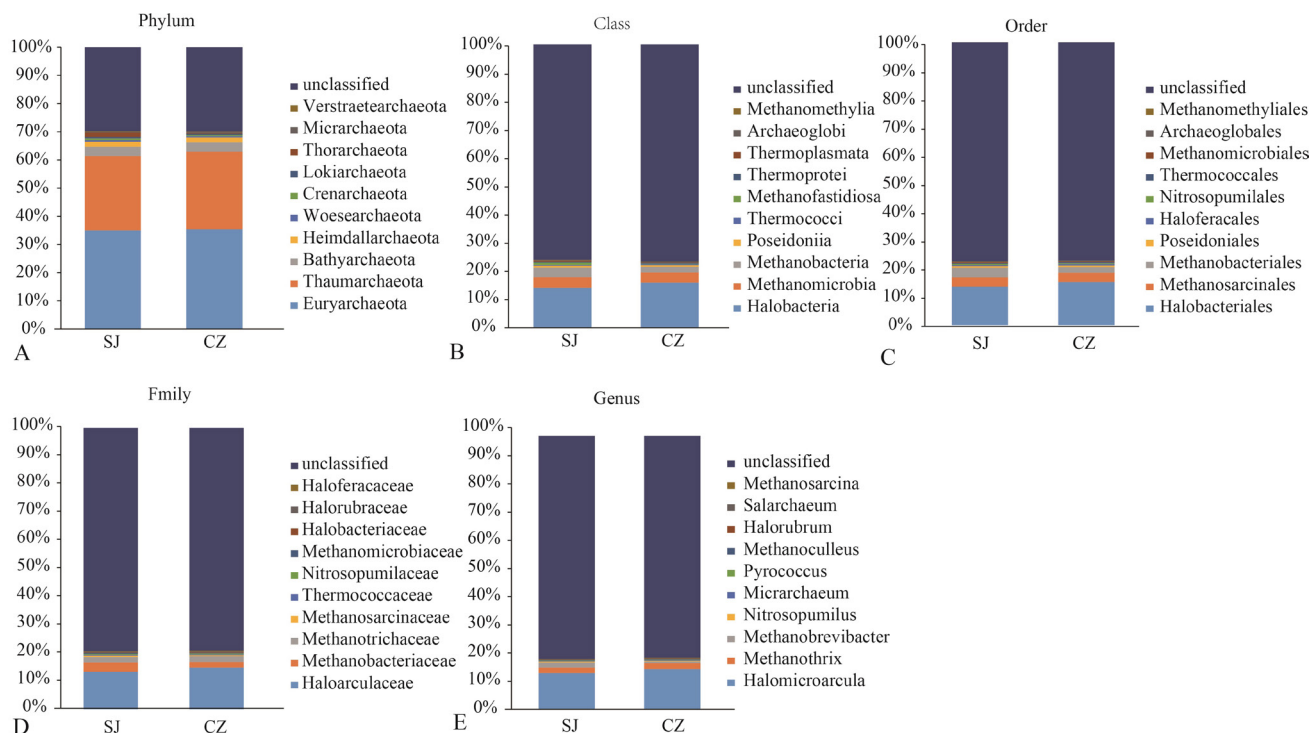 Phylum
100%
90%
80%
70%
60%
50%
40%
30%
20%
10%
0%
SJ
CZ
unclassified
Verstraetearchaeota
Micrarchaeota
Thorarchaeota
Lokiarchaeota
Crenarchaeota
Woesearchaeota
Heimdallarchaeota
Bathyarchaeota
Thaumarchaeota
Euryarchaeota
A
Class
100%
90%
80%
70%
60%
50%
40%
30%
20%
10%
0%
SJ
CZ
unclassified
Methanomethylia
Archaeoglobi
Thermoplasmata
Thermoprotei
Methanofastidiosa
Thermococci
Poseidoniia
Methanobacteria
Methanomicrobia
Halobacteria
B
Order
100%
90%
80%
70%
60%
50%
40%
30%
20%
10%
0%
SJ
CZ
unclassified
Methanomethyliales
Archaeoglobales
Methanomicrobiales
Thermococcales
Nitrosopumilales
Haloferacales
Poseidoniales
Methanobacteriales
Methanosarcinales
Halobacteriales
C
Fmily
100%
90%
80%
70%
60%
50%
40%
30%
20%
10%
0%
SJ
CZ
unclassified
Haloferacaceae
Halorubraceae
Halobacteriaceae
Methanomicrobiaceae
Nitrosopumilaceae
Thermococcaceae
Methanosarcinaceae
Methanotrichaceae
Methanobacteriaceae
Haloarculaceae
D
Genus
100%
90%
80%
70%
60%
50%
40%
30%
20%
10%
0%
SJ
CZ
unclassified
Methanosarcina
Salarchaeum
Halorubrum
Methanoculleus
Pyrococcus
Micrarchaeum
Nitrosopumilus
Methanobrevibacter
Methanothrix
Halomicroarcula
E